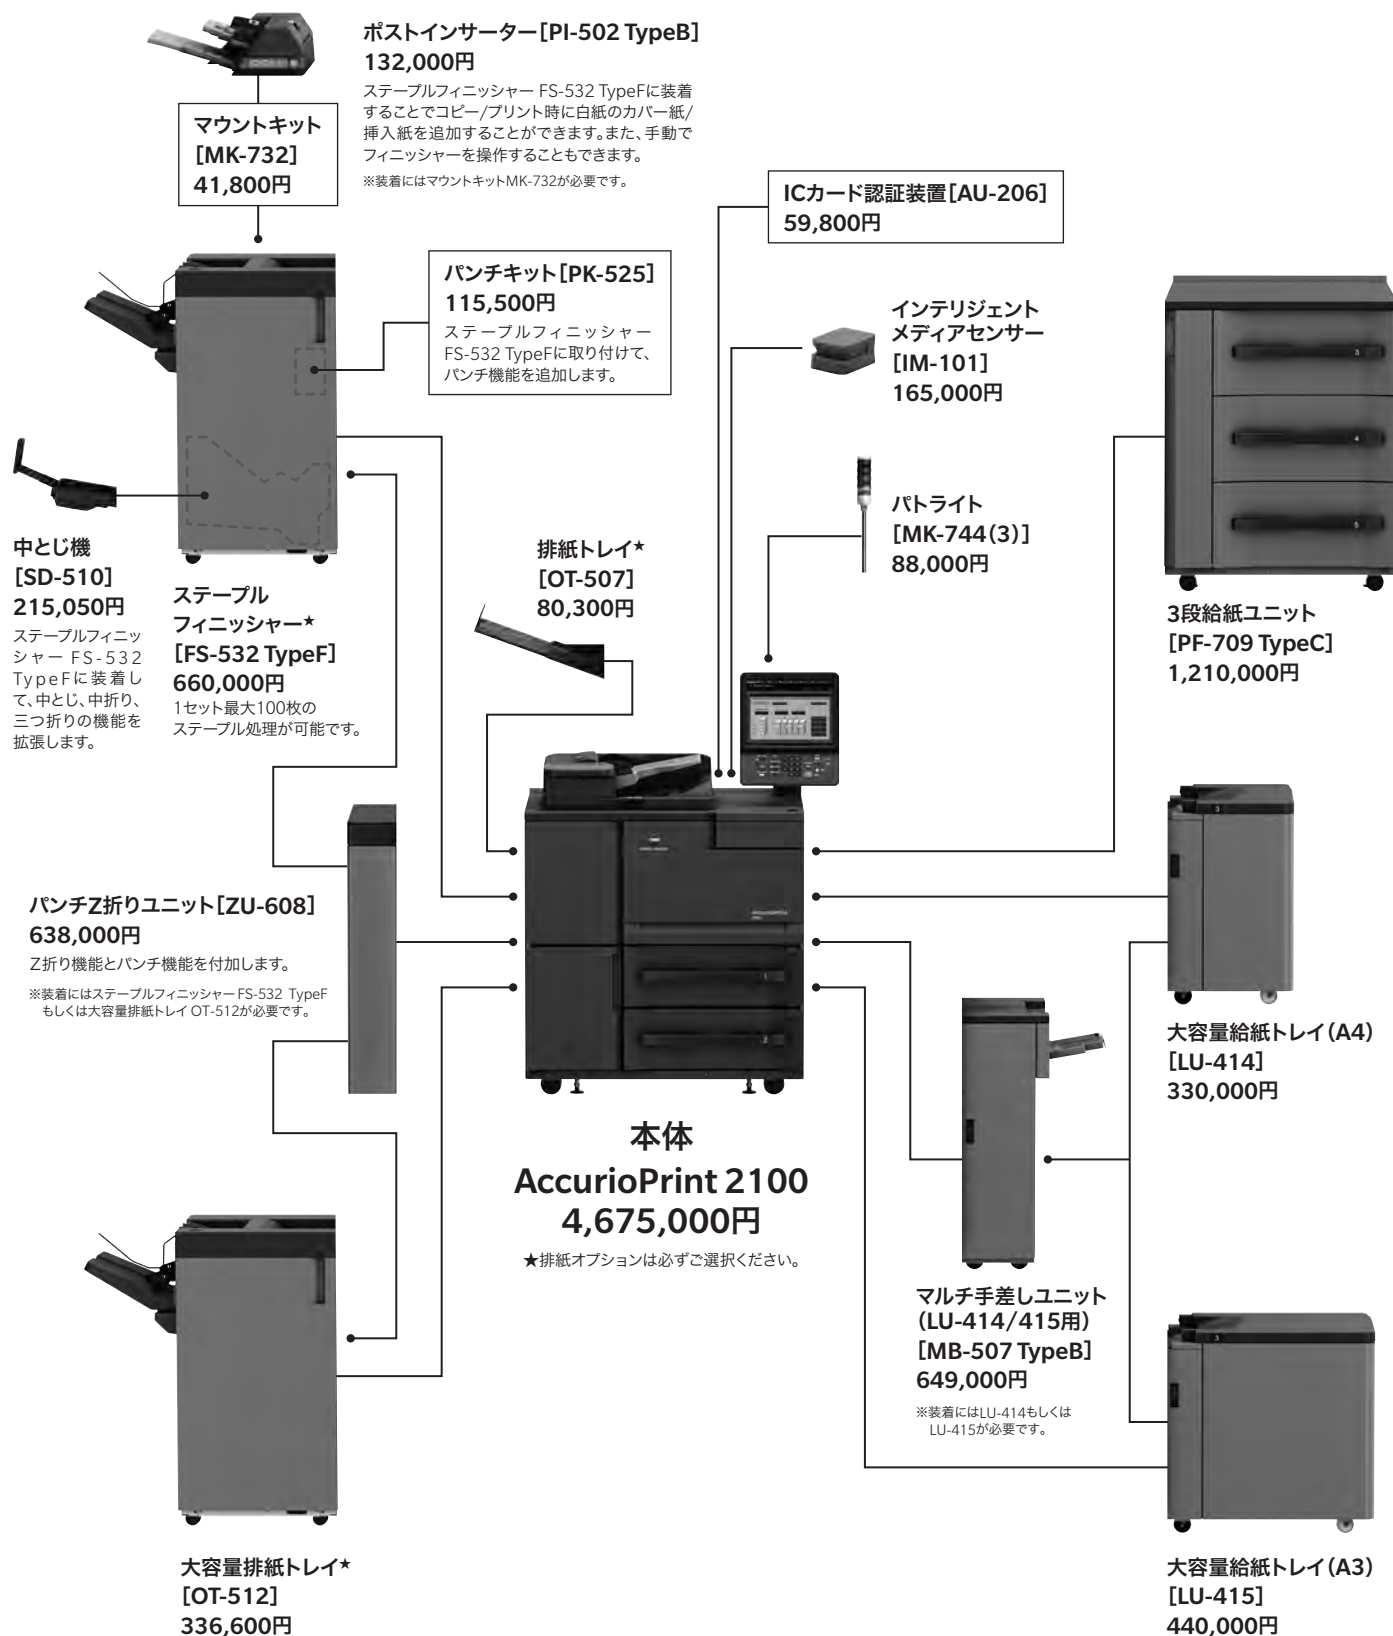 ポストインサーター[PI-502 TypeB]
132,000円
ステープルフィニッシャー FS-532 TypeFに装着
することでコピー/プリント時に白紙のカバー紙/
挿入紙を追加することができます。また、手動で
フィニッシャーを操作することもできます。
※装着にはマウントキットMK-732が必要です。
マウントキット
[MK-732]
41,800円
ICカード認証装置[AU-206]
59,800円
パンチキット[PK-525]
115,500円
ステープルフィニッシャー
FS-532 TypeFに取り付けて、
パンチ機能を追加します。
インテリジェント
メディアセンサー
[IM-101]
165,000円
パトライト
[MK-744(3)]
88,000円
3段給紙ユニット
[PF-709 TypeC]
1,210,000円
中とじ機
[SD-510]
215,050円
ステープルフィニッ
シャー FS-532
TypeFに装着し
て、中とじ、中折り、
三つ折りの機能を
拡張します。
ステープル
フィニッシャー★
[FS-532 TypeF]
660,000円
1セット最大100枚の
ステープル処理が可能です。
排紙トレイ★
[OT-507]
80,300円
パンチZ折りユニット[ZU-608]
638,000円
Z折り機能とパンチ機能を付加します。
※装着にはステープルフィニッシャー FS-532 TypeF
もしくは大容量排紙トレイ OT-512が必要です。
本体
AccurioPrint 2100
4,675,000円
★排紙オプションは必ずご選択ください。
大容量給紙トレイ(A4)
[LU-414]
330,000円
マルチ手差しユニット
(LU-414/415用)
[MB-507 TypeB]
649,000円
※装着にはLU-414もしくは
LU-415が必要です。
大容量排紙トレイ★
[OT-512]
336,600円
大容量給紙トレイ(A3)
[LU-415]
440,000円